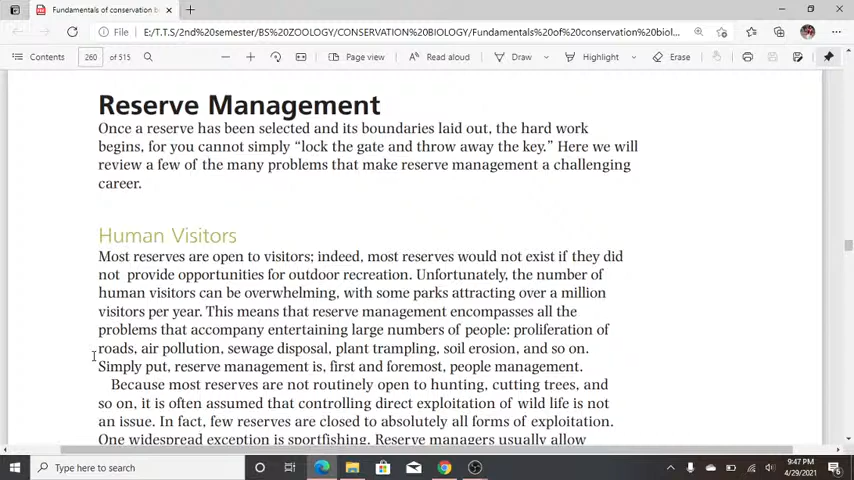 Fundamentals of conservation b
File
E:/T.T.S/2nd%20semester/BS%20ZOOLOGY/CONSERVATION%20BIOLOGY/Fundamentals%20of%20conservation%20biol...
Contents
260
of 515
Page view
Read aloud
Draw
Highlight
Erase
Reserve Management
Once a reserve has been selected and its boundaries laid out, the hard work
begins, for you cannot simply “lock the gate and throw away the key.” Here we will
review a few of the many problems that make reserve management a challenging
career.
Human Visitors
Most reserves are open to visitors; indeed, most reserves would not exist if they did
not provide opportunities for outdoor recreation. Unfortunately, the number of
human visitors can be overwhelming, with some parks attracting over a million
visitors per year. This means that reserve management encompasses all the
problems that accompany entertaining large numbers of people: proliferation of
roads, air pollution, sewage disposal, plant trampling, soil erosion, and so on.
Simply put, reserve management is, first and foremost, people management.
Because most reserves are not routinely open to hunting, cutting trees, and
so on, it is often assumed that controlling direct exploitation of wild life is not
an issue. In fact, few reserves are closed to absolutely all forms of exploitation.
One widespread exception is sportfishing. Reserve managers usually allow
Type here to search
9:47 PM
4/29/2021